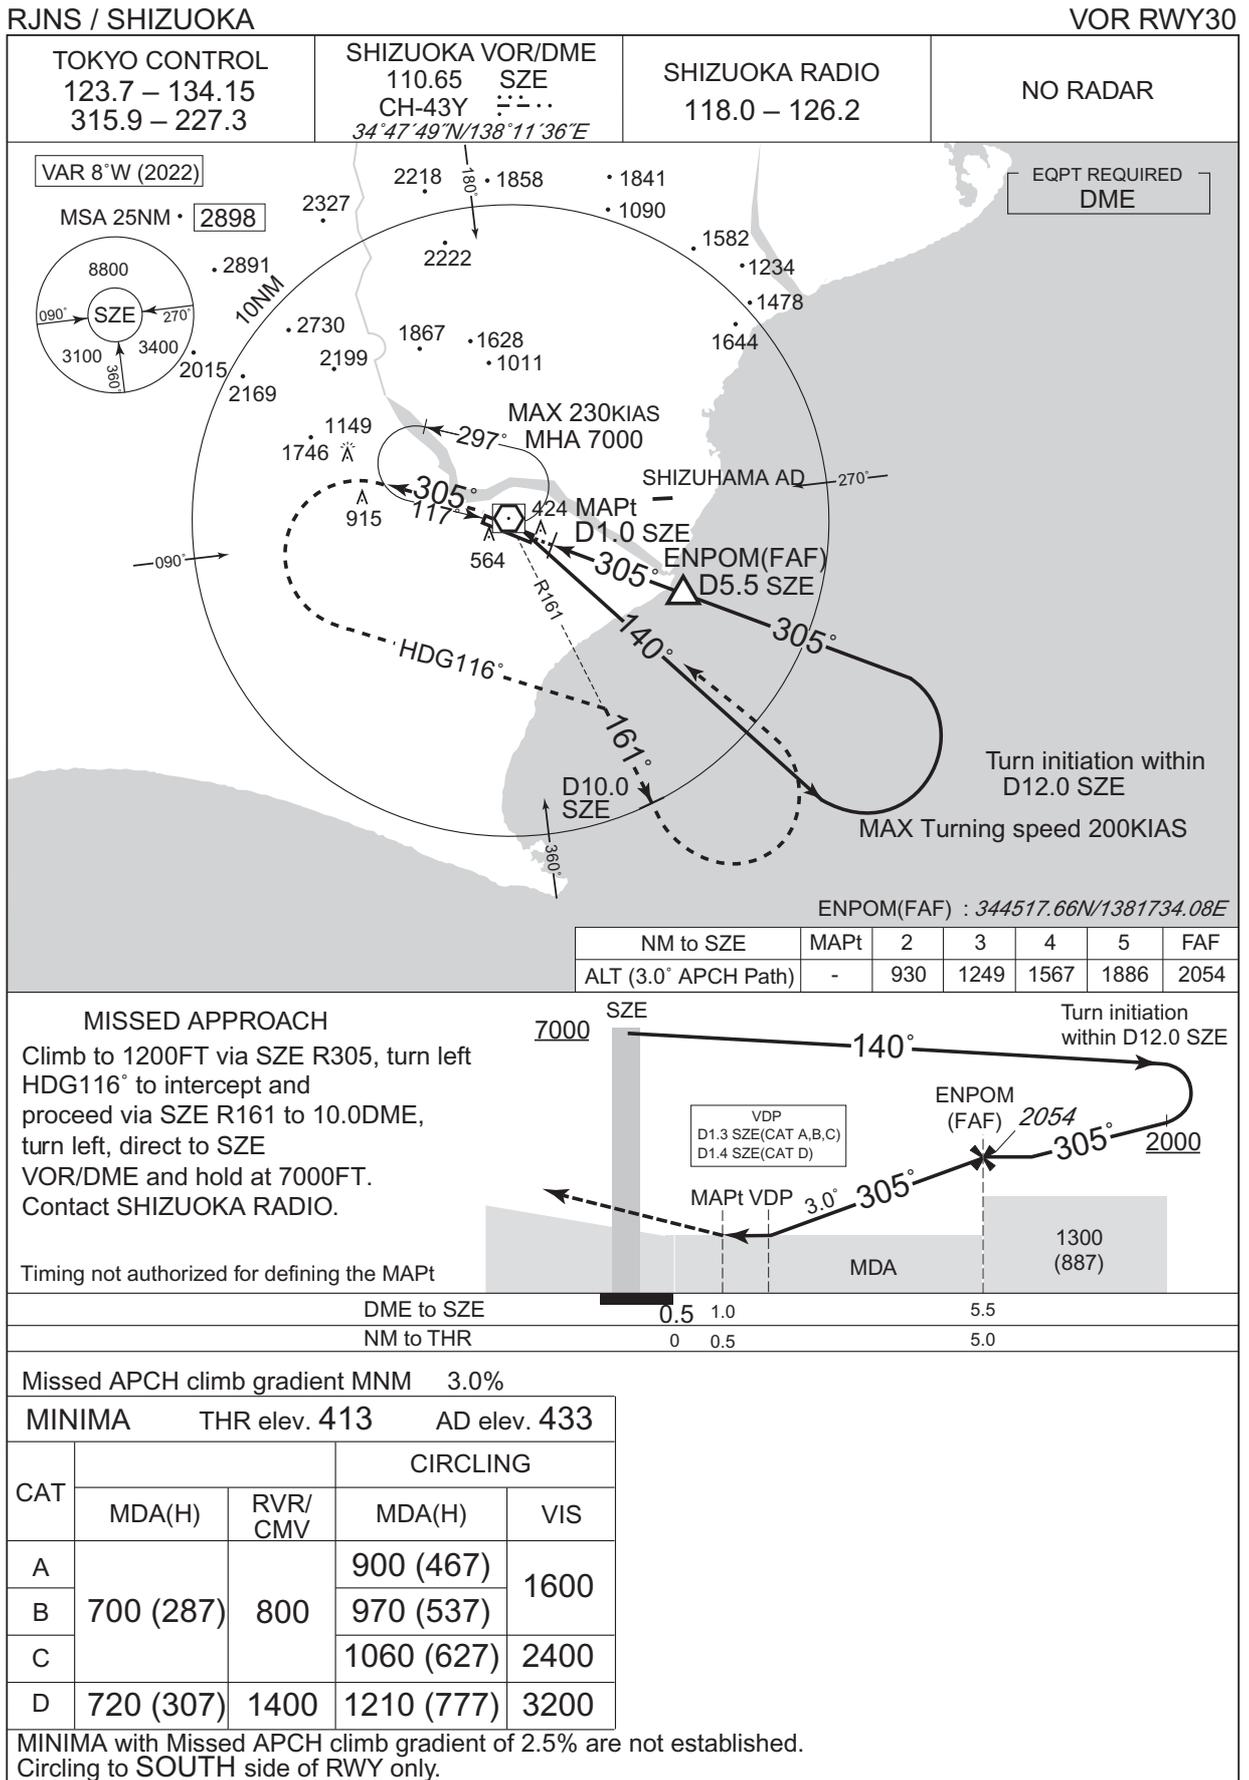 RJNS / SHIZUOKA
VOR RWY30
TOKYO CONTROL
123.7 – 134.15
315.9 – 227.3
SHIZUOKA VOR/DME
110.65 SZE
CH-43Y
34˚47´49˝N/138˚11´36˝E
SHIZUOKA RADIO
118.0 – 126.2
NO RADAR
VAR 8˚W (2022)
EQPT REQUIRED
DME
MSA 25NM
2898
8800
SZE
090˚
270˚
3100
3400
360˚
2015
2169
2891
10NM
2327
2218
180˚
1858
1841
1090
2222
1582
1234
1478
1644
2730
2199
1867
1628
1011
1149
1746
915
MAX 230KIAS
MHA 7000
297˚
305˚
117˚
564
424
MAPt
D1.0 SZE
SHIZUHAMA AD
270˚
ENPOM(FAF)
D5.5 SZE
305˚
305˚
090˚
R161
140˚
HDG116˚
161˚
D10.0
SZE
360˚
Turn initiation within
D12.0 SZE
MAX Turning speed 200KIAS
ENPOM(FAF) : 344517.66N/1381734.08E
NM to SZE MAPt 2 3 4 5 FAF
ALT (3.0˚ APCH Path) - 930 1249 1567 1886 2054
MISSED APPROACH
Climb to 1200FT via SZE R305, turn left
HDG116˚ to intercept and
proceed via SZE R161 to 10.0DME,
turn left, direct to SZE
VOR/DME and hold at 7000FT.
Contact SHIZUOKA RADIO.
Timing not authorized for defining the MAPt
SZE
7000
140˚
Turn initiation
within D12.0 SZE
ENPOM
(FAF)
2054
305˚
2000
VDP
D1.3 SZE(CAT A,B,C)
D1.4 SZE(CAT D)
MAPt VDP
3.0˚
305˚
MDA
1300
(887)
DME to SZE 0.5 1.0 5.5
NM to THR 0 0.5 5.0
Missed APCH climb gradient MNM 3.0%
MINIMA THR elev. 413 AD elev. 433
CAT
CIRCLING
MDA(H)
RVR/
CMV
MDA(H)
VIS
A 900 (467)
1600
B 700 (287) 800 970 (537)
C 1060 (627) 2400
D 720 (307) 1400 1210 (777) 3200
MINIMA with Missed APCH climb gradient of 2.5% are not established.
Circling to SOUTH side of RWY only.